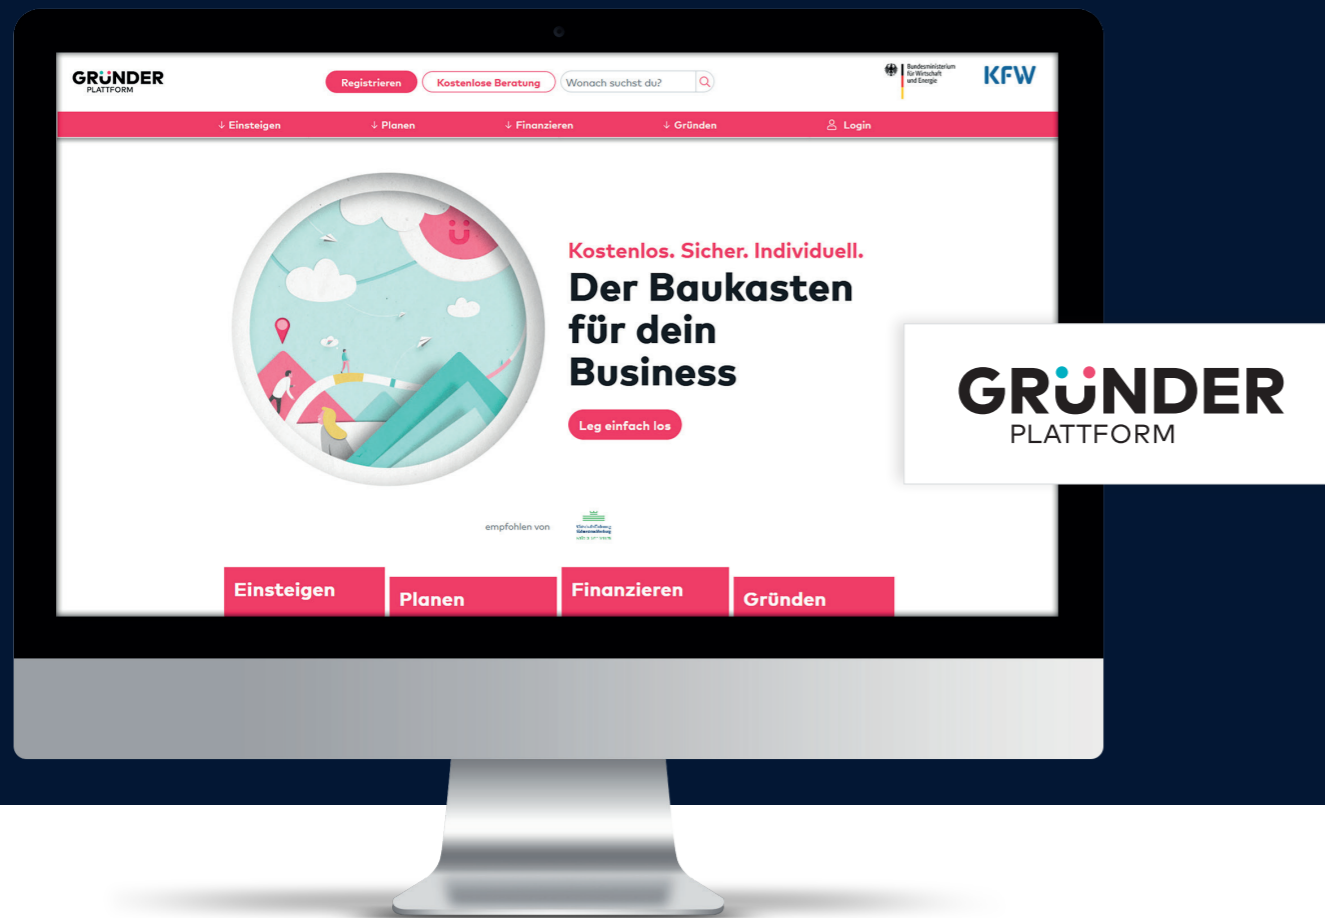 GRÜNDER
PLATTFORM
Registrieren
Kostenlose Beratung
Wonach suchst du?
Bundesministerium
für Wirtschaft
und Energie
KFW
↓ Einsteigen
↓ Planen
↓ Finanzieren
↓ Gründen
Login
ü
Kostenlos. Sicher. Individuell.
Der Baukasten
für dein
Business
Leg einfach los
GRÜNDER
PLATTFORM
empfohlen von
Einsteigen
Planen
Finanzieren
Gründen